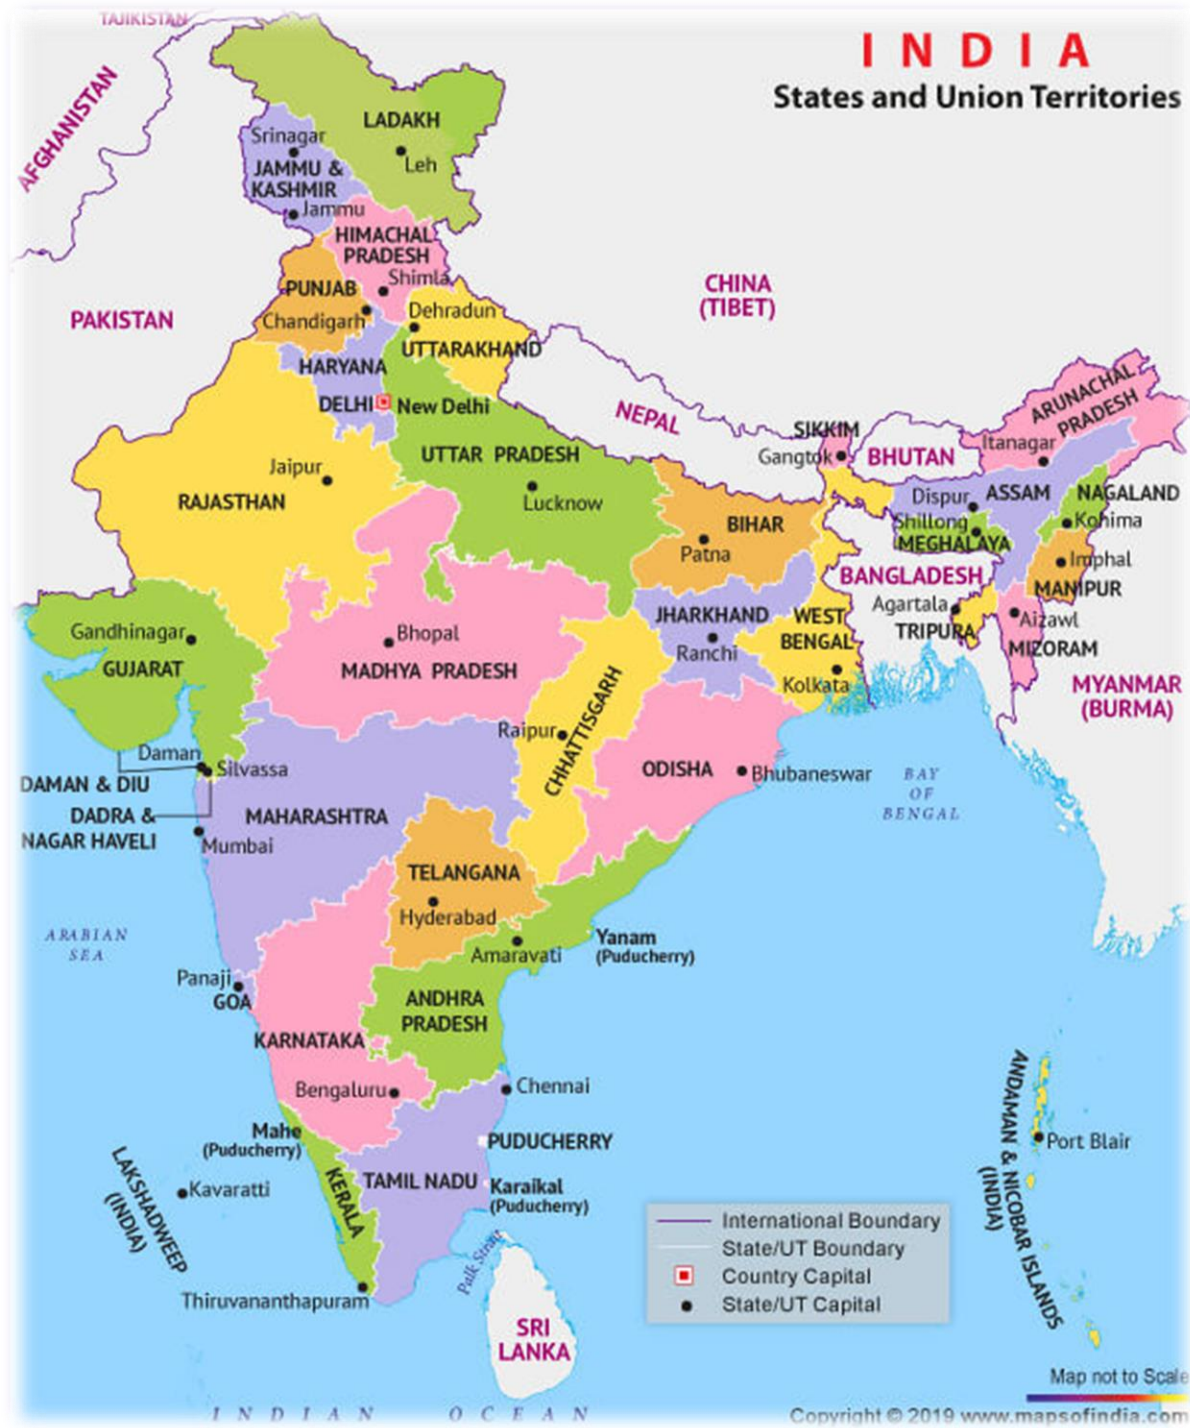 TAJIKISTAN
INDIA
States and Union Territories
AFGHANISTAN
LADAKH
Leh
Srinagar
JAMMU &
KASHMIR
Jammu
HIMACHAL
PRADESH
Shimla
PUNJAB
Chandigarh
Dehradun
UTTARAKHAND
CHINA
(TIBET)
PAKISTAN
HARYANA
DELHI
New Delhi
NEPAL
SIKKIM
Gangtok
BHUTAN
ARUNACHAL
PRADESH
Itanagar
UTTAR PRADESH
Lucknow
Jaipur
RAJASTHAN
BIHAR
Patna
Dispur
ASSAM
NAGALAND
Shillong
Kohima
MEGHALAYA
Imphal
MANIPUR
BANGLADESH
Agartala
TRIPURA
Aizawl
MIZORAM
MYANMAR
(BURMA)
JHARKHAND
Ranchi
WEST
BENGAL
Kolkata
Gandhinagar
GUJARAT
Bhopal
MADHYA PRADESH
Raipur
CHHATTISGARH
ODISHA
Bhubaneswar
BAY
OF
BENGAL
Daman
Silvassa
DAMAN & DIU
DADRA &
NAGAR HAVELI
MAHARASHTRA
Mumbai
TELANGANA
Hyderabad
Amaravati
Yanam
(Puducherry)
ARABIAN
SEA
Panaji
GOA
ANDHRA
PRADESH
KARNATAKA
Bengaluru
Chennai
Mahe
(Puducherry)
PUDUCHERRY
TAMIL NADU
Karaikal
(Puducherry)
KERALA
LAKSHADWEEP
(INDIA)
Kavaratti
Thiruvananthapuram
Palk Strait
SRI
LANKA
ANDAMAN & NICOBAR ISLANDS
(INDIA)
Port Blair
International Boundary
State/UT Boundary
Country Capital
State/UT Capital
Map not to Scale
INDIAN OCEAN
Copyright © 2019 www.mapsofindia.com